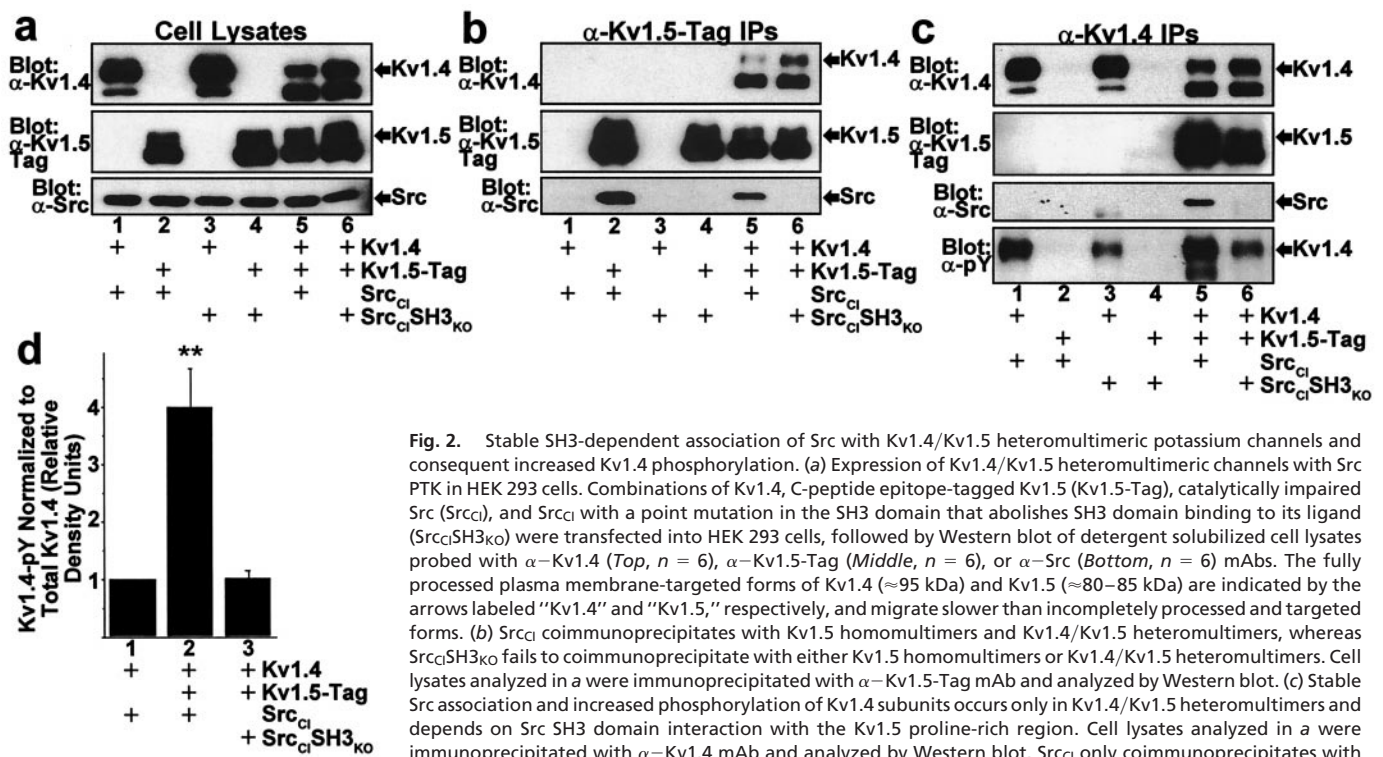 a
Cell Lysates
Blot:
α-Kv1.4
Kv1.4
Blot:
α-Kv1.5
Tag
Kv1.5
Blot:
α-Src
Src
1 2 3 4 5 6
+ + + + Kv1.4
+ + + + Kv1.5-Tag
+ + + Src_CI
+ + + Src_CISH3_KO
b
α-Kv1.5-Tag IPs
Blot:
α-Kv1.4
Kv1.4
Blot:
α-Kv1.5
Tag
Kv1.5
Blot:
α-Src
Src
1 2 3 4 5 6
+ + + + Kv1.4
+ + + + Kv1.5-Tag
+ + + Src_CI
+ + + Src_CISH3_KO
c
α-Kv1.4 IPs
Blot:
α-Kv1.4
Kv1.4
Blot:
α-Kv1.5
Tag
Kv1.5
Blot:
α-Src
Src
Blot:
α-pY
Kv1.4
1 2 3 4 5 6
+ + + + Kv1.4
+ + + + Kv1.5-Tag
+ + + Src_CI
+ + + Src_CISH3_KO
d
Kv1.4-pY Normalized to
Total Kv1.4 (Relative
Density Units)
4
3
2
1
**
1 2 3
+ + + Kv1.4
+ + Kv1.5-Tag
+ + Src_CI
+ Src_CISH3_KO
Fig. 2. Stable SH3-dependent association of Src with Kv1.4/Kv1.5 heteromultimeric potassium channels and
consequent increased Kv1.4 phosphorylation. (a) Expression of Kv1.4/Kv1.5 heteromultimeric channels with Src
PTK in HEK 293 cells. Combinations of Kv1.4, C-peptide epitope-tagged Kv1.5 (Kv1.5-Tag), catalytically impaired
Src (Src_CI), and Src_CI with a point mutation in the SH3 domain that abolishes SH3 domain binding to its ligand
(Src_CISH3_KO) were transfected into HEK 293 cells, followed by Western blot of detergent solubilized cell lysates
probed with α−Kv1.4 (Top, n = 6), α−Kv1.5-Tag (Middle, n = 6), or α−Src (Bottom, n = 6) mAbs. The fully
processed plasma membrane-targeted forms of Kv1.4 (≈95 kDa) and Kv1.5 (≈80–85 kDa) are indicated by the
arrows labeled ''Kv1.4'' and ''Kv1.5,'' respectively, and migrate slower than incompletely processed and targeted
forms. (b) Src_CI coimmunoprecipitates with Kv1.5 homomultimers and Kv1.4/Kv1.5 heteromultimers, whereas
Src_CISH3_KO fails to coimmunoprecipitate with either Kv1.5 homomultimers or Kv1.4/Kv1.5 heteromultimers. Cell
lysates analyzed in a were immunoprecipitated with α−Kv1.5-Tag mAb and analyzed by Western blot. (c) Stable
Src association and increased phosphorylation of Kv1.4 subunits occurs only in Kv1.4/Kv1.5 heteromultimers and
depends on Src SH3 domain interaction with the Kv1.5 proline-rich region. Cell lysates analyzed in a were
immunoprecipitated with α−Kv1.4 mAb and analyzed by Western blot. Src_CI only coimmunoprecipitates with